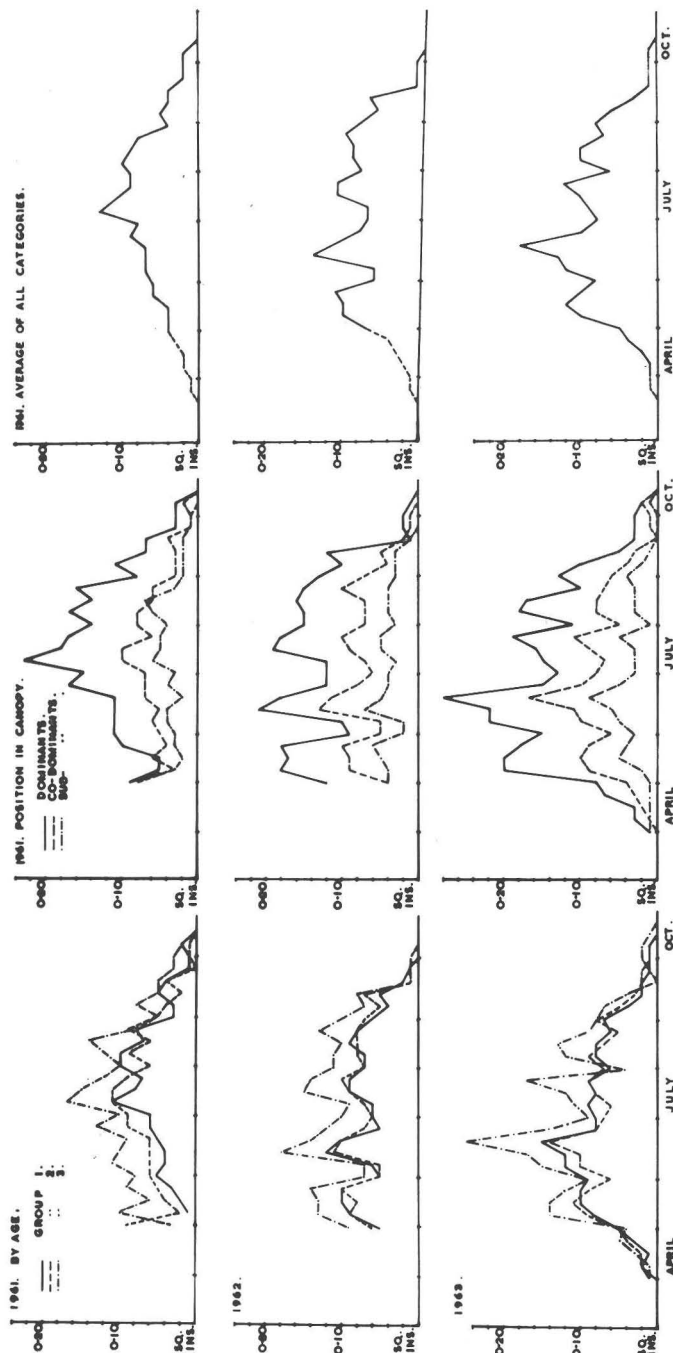 1961. BY AGE.
GROUP 1.
" 2.
" 3.
0·20
0·10
SQ.
INS.
1961. POSITION IN CANOPY.
DOMINANTS.
CO-DOMINANTS.
SUB- "
0·20
0·10
SQ.
INS.
1961. AVERAGE OF ALL CATEGORIES.
0·20
0·10
SQ.
INS.
1962.
0·20
0·10
SQ.
INS.
0·20
0·10
SQ.
INS.
0·20
0·10
SQ.
INS.
1963.
0·20
0·10
SQ.
INS.
APRIL
JULY
OCT.
0·20
0·10
SQ.
INS.
APRIL
JULY
OCT.
0·20
0·10
SQ.
INS.
APRIL
JULY
OCT.